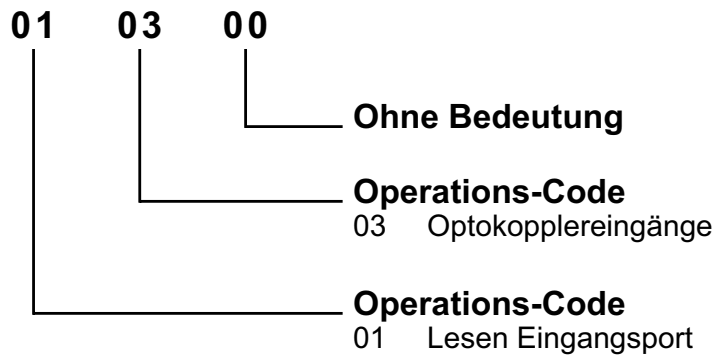 01 03 00
Ohne Bedeutung
Operations-Code
03 Optokopplereingänge
Operations-Code
01 Lesen Eingangsport